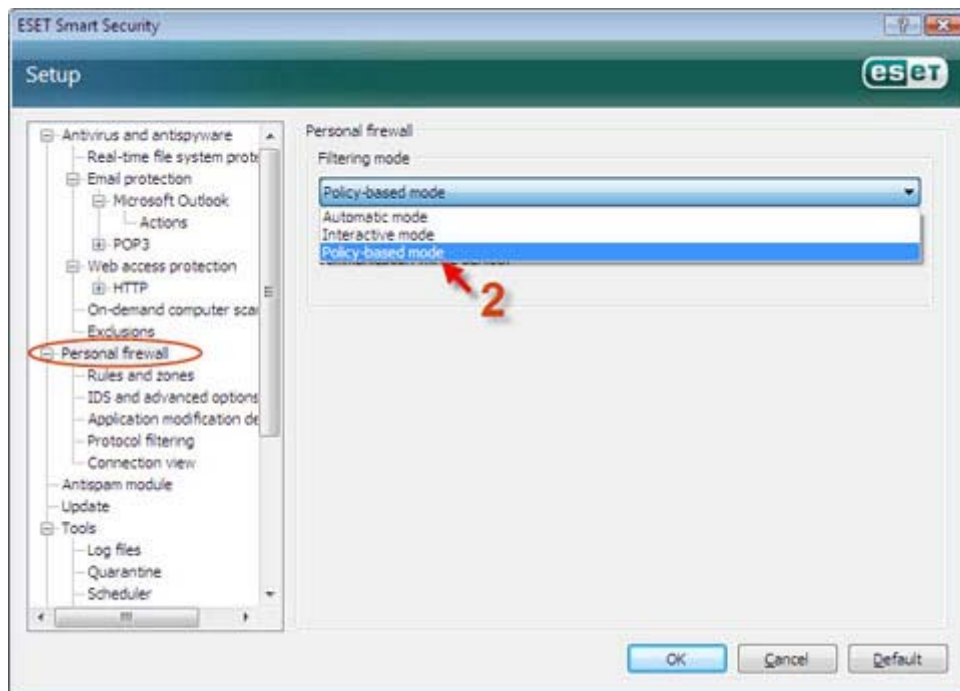 ESET Smart Security
Setup
eset
Antivirus and antispyware
Real-time file system prote
Email protection
Microsoft Outlook
Actions
POP3
Web access protection
HTTP
On-demand computer scan
Exclusions
Personal firewall
Rules and zones
IDS and advanced options
Application modification de
Protocol filtering
Connection view
Antispam module
Update
Tools
Log files
Quarantine
Scheduler
Personal firewall
Filtering mode
Policy-based mode
Automatic mode
Interactive mode
Policy-based mode
2
OK
Cancel
Default